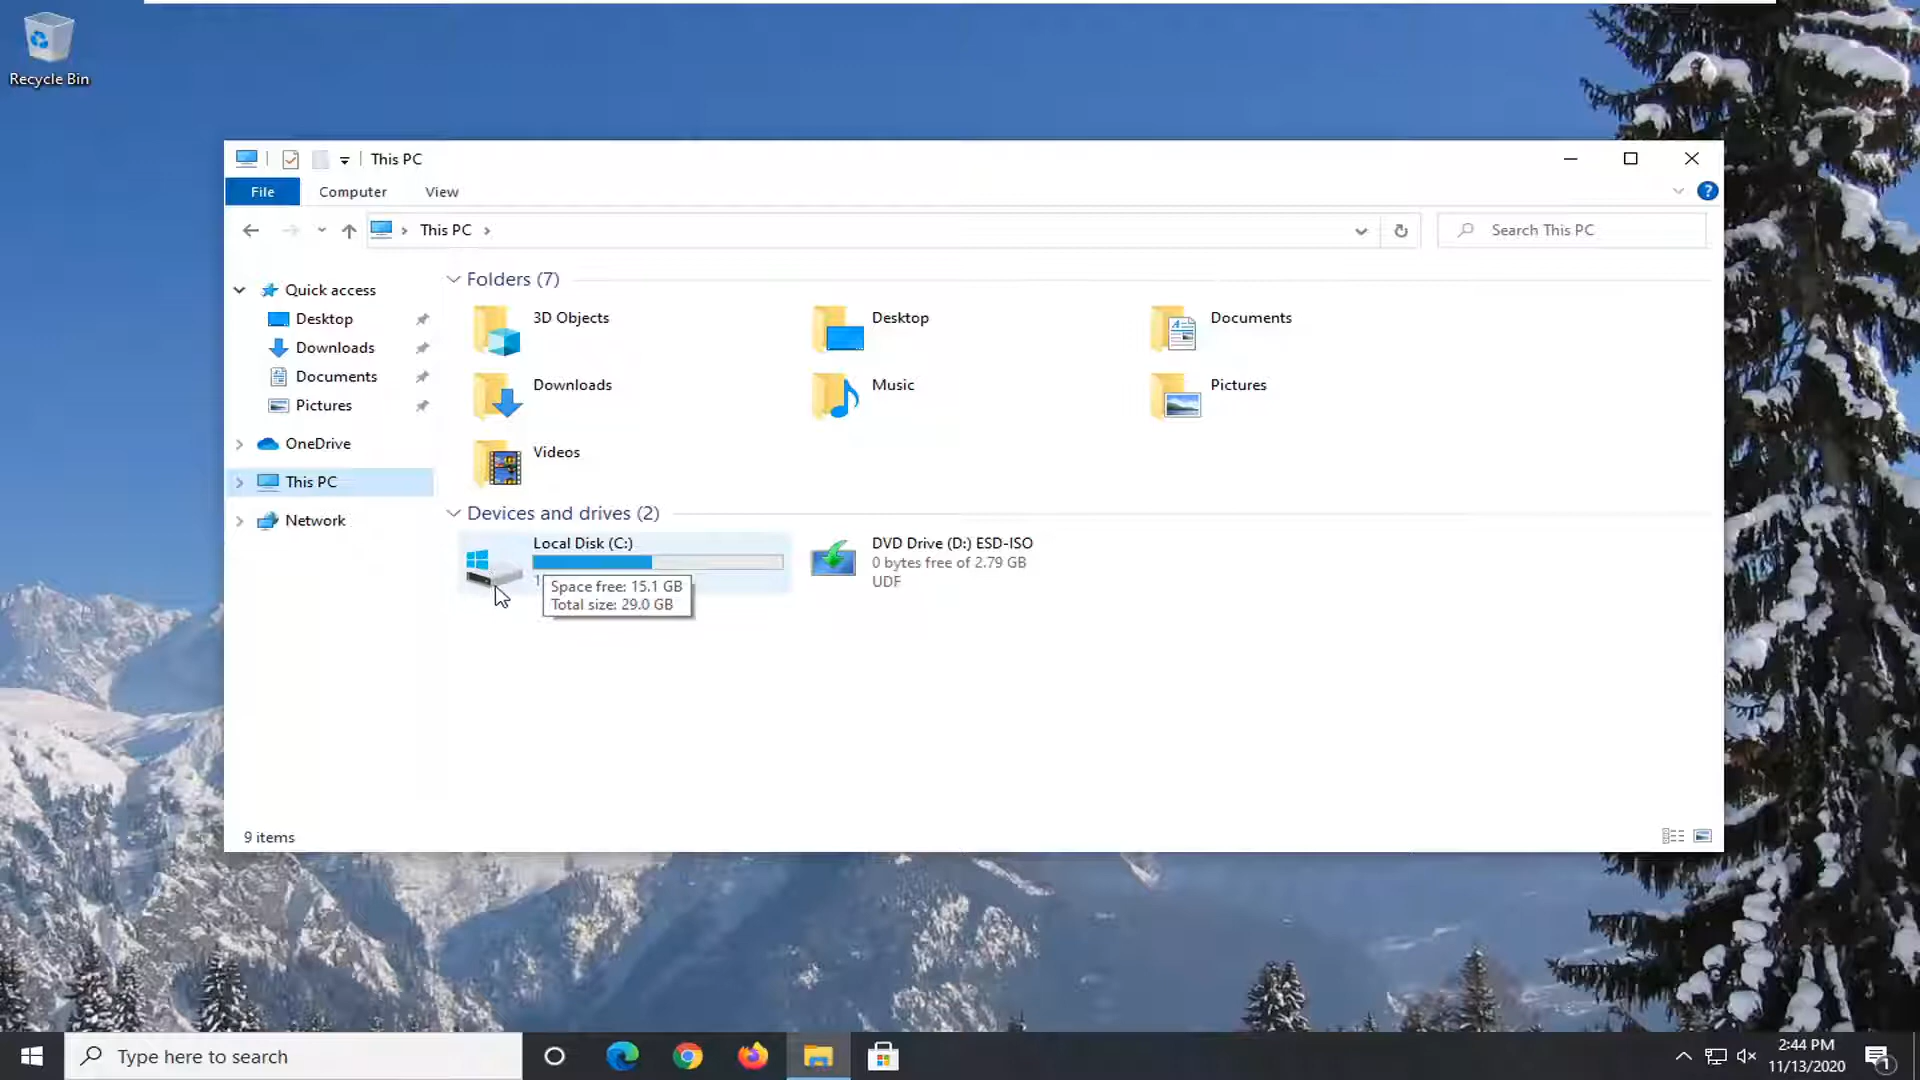 Recycle Bin
This PC
File
Computer
View
?
This PC
Search This PC
Quick access
Desktop
Downloads
Documents
Pictures
OneDrive
This PC
Network
Folders (7)
3D Objects
Desktop
Documents
Downloads
Music
Pictures
Videos
Devices and drives (2)
Local Disk (C:)
Space free: 15.1 GB
Total size: 29.0 GB
DVD Drive (D:) ESD-ISO
0 bytes free of 2.79 GB
UDF
9 items
Type here to search
2:44 PM
11/13/2020
1